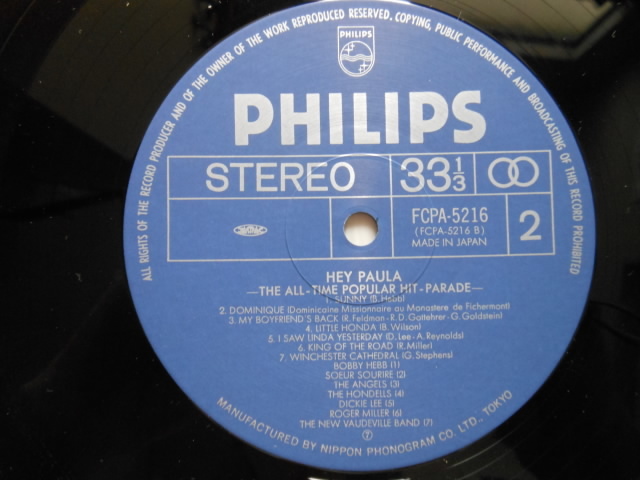 ALL RIGHTS OF THE RECORD PRODUCER AND OF THE OWNER OF THE WORK REPRODUCED RESERVED, COPYING, PUBLIC PERFORMANCE AND BROADCASTING OF THIS RECORD PROHIBITED
PHILIPS
PHILIPS
STEREO
33 1/3
FCPA-5216
(FCPA-5216 B)
MADE IN JAPAN
2
HEY PAULA
—THE ALL-TIME POPULAR HIT-PARADE—
1. SUNNY (B. Hebb)
2. DOMINIQUE (Dominicaine Missionnaire au Monastere de Fichermont)
3. MY BOYFRIEND'S BACK (R. Feldman - R. D. Gottehrer - G. Goldstein)
4. LITTLE HONDA (B. Wilson)
5. I SAW LINDA YESTERDAY (D. Lee - A. Reynolds)
6. KING OF THE ROAD (R. Miller)
7. WINCHESTER CATHEDRAL (G. Stephens)
BOBBY HEBB (1)
SOEUR SOURIRE (2)
THE ANGELS (3)
THE HONDELLS (4)
DICKIE LEE (5)
ROGER MILLER (6)
THE NEW VAUDEVILLE BAND (7)
Ⓣ
MANUFACTURED BY NIPPON PHONOGRAM CO. LTD., TOKYO